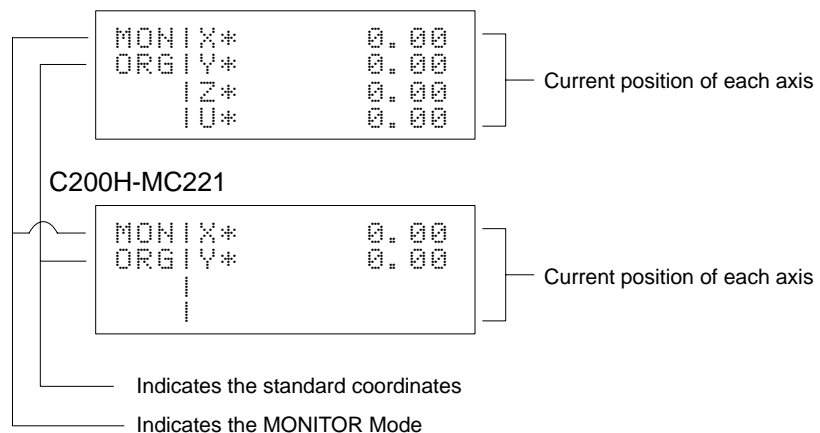 MON|X* 0.00
ORG|Y* 0.00
|Z* 0.00
|U* 0.00
Current position of each axis
C200H-MC221
MON|X* 0.00
ORG|Y* 0.00
|
|
Current position of each axis
Indicates the standard coordinates
Indicates the MONITOR Mode